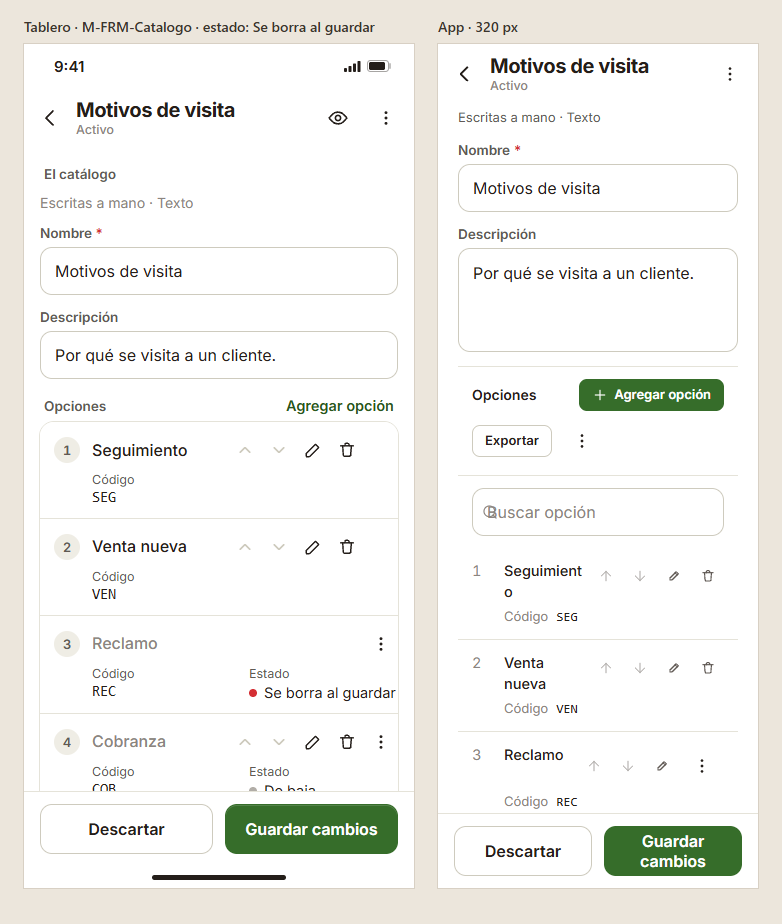 Tablero · M-FRM-Catalogo · estado: Se borra al guardar
9:41
Motivos de visita
Activo
El catálogo
Escritas a mano · Texto
Nombre *
Motivos de visita
Descripción
Por qué se visita a un cliente.
Opciones
Agregar opción
1 Seguimiento
Código
SEG
2 Venta nueva
Código
VEN
3 Reclamo
Código Estado
REC Se borra al guardar
4 Cobranza
Código Estado
COB De baja
Descartar
Guardar cambios
App · 320 px
Motivos de visita
Activo
Escritas a mano · Texto
Nombre *
Motivos de visita
Descripción
Por qué se visita a un cliente.
Opciones
+ Agregar opción
Exportar
Buscar opción
1 Seguimient
o
Código SEG
2 Venta
nueva
Código VEN
3 Reclamo
Código REC
Descartar
Guardar
cambios